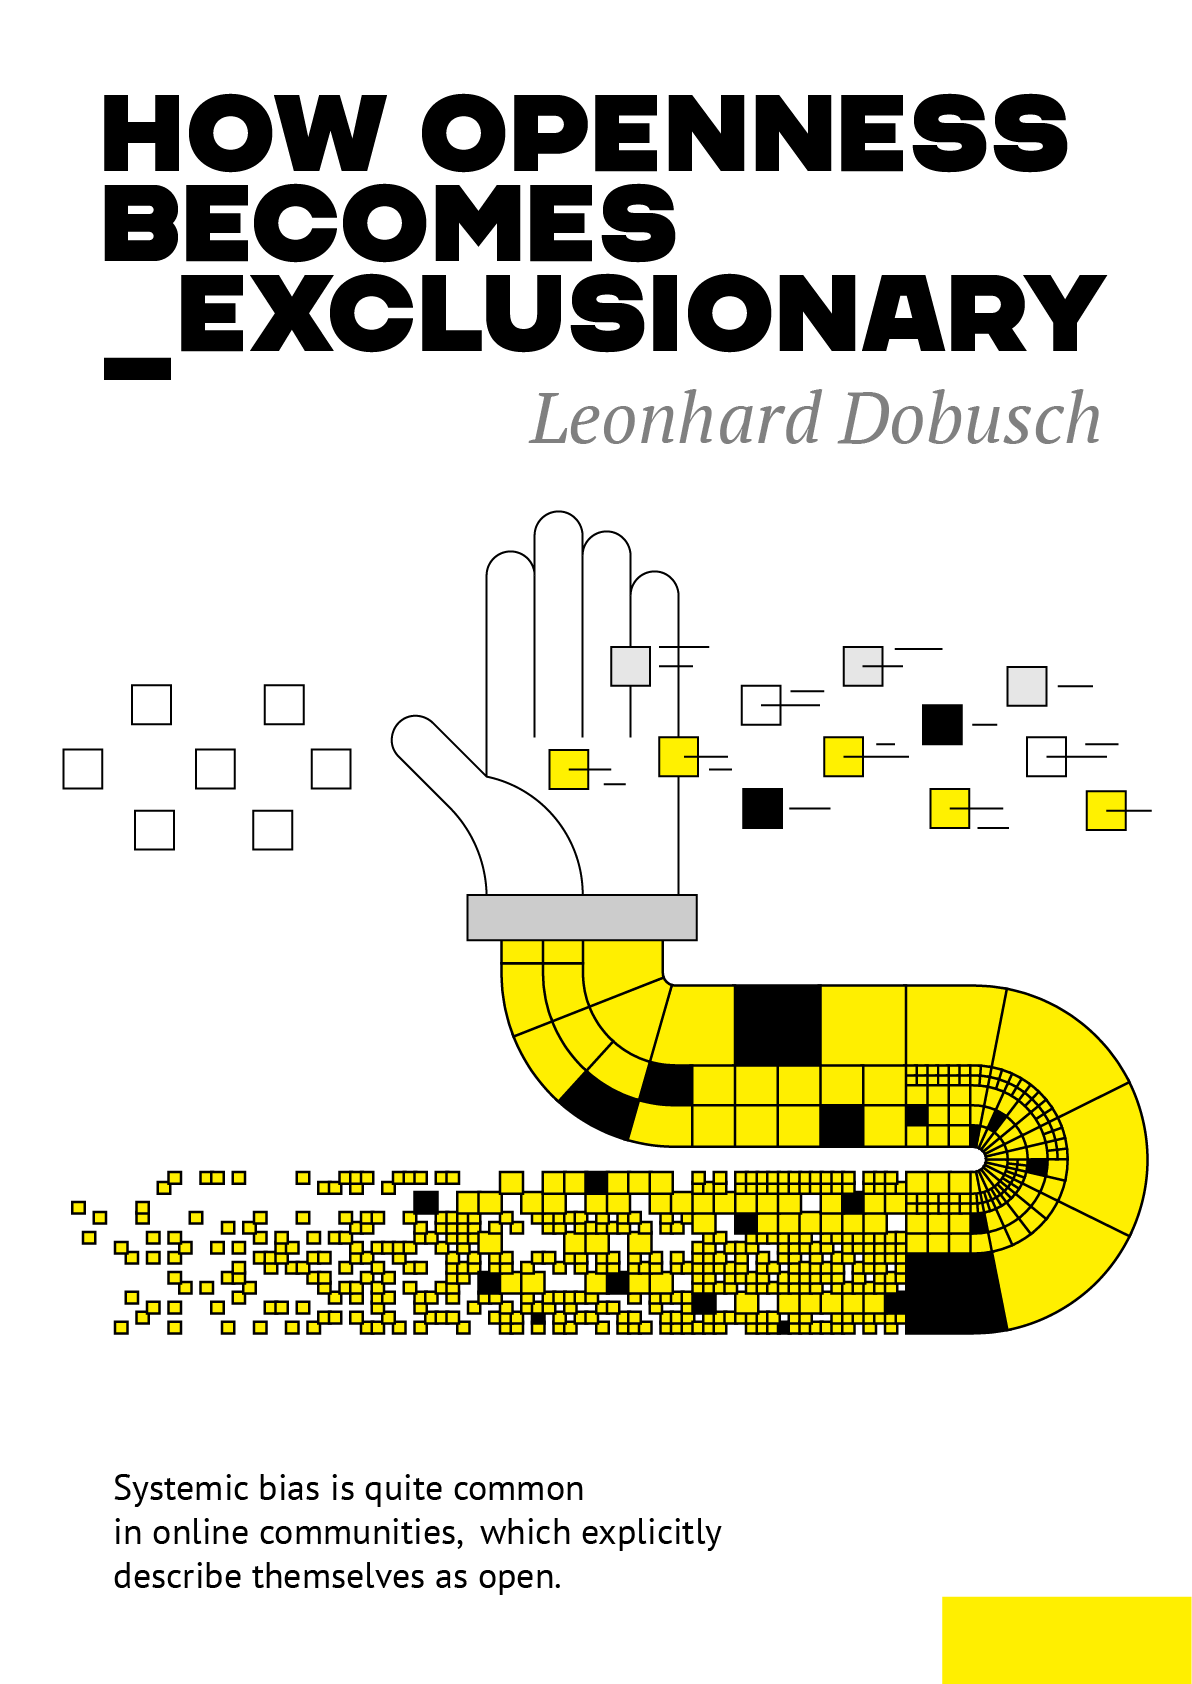 HOW OPENNESS
BECOMES
_EXCLUSIONARY
Leonhard Dobusch
Systemic bias is quite common
in online communities, which explicitly
describe themselves as open.